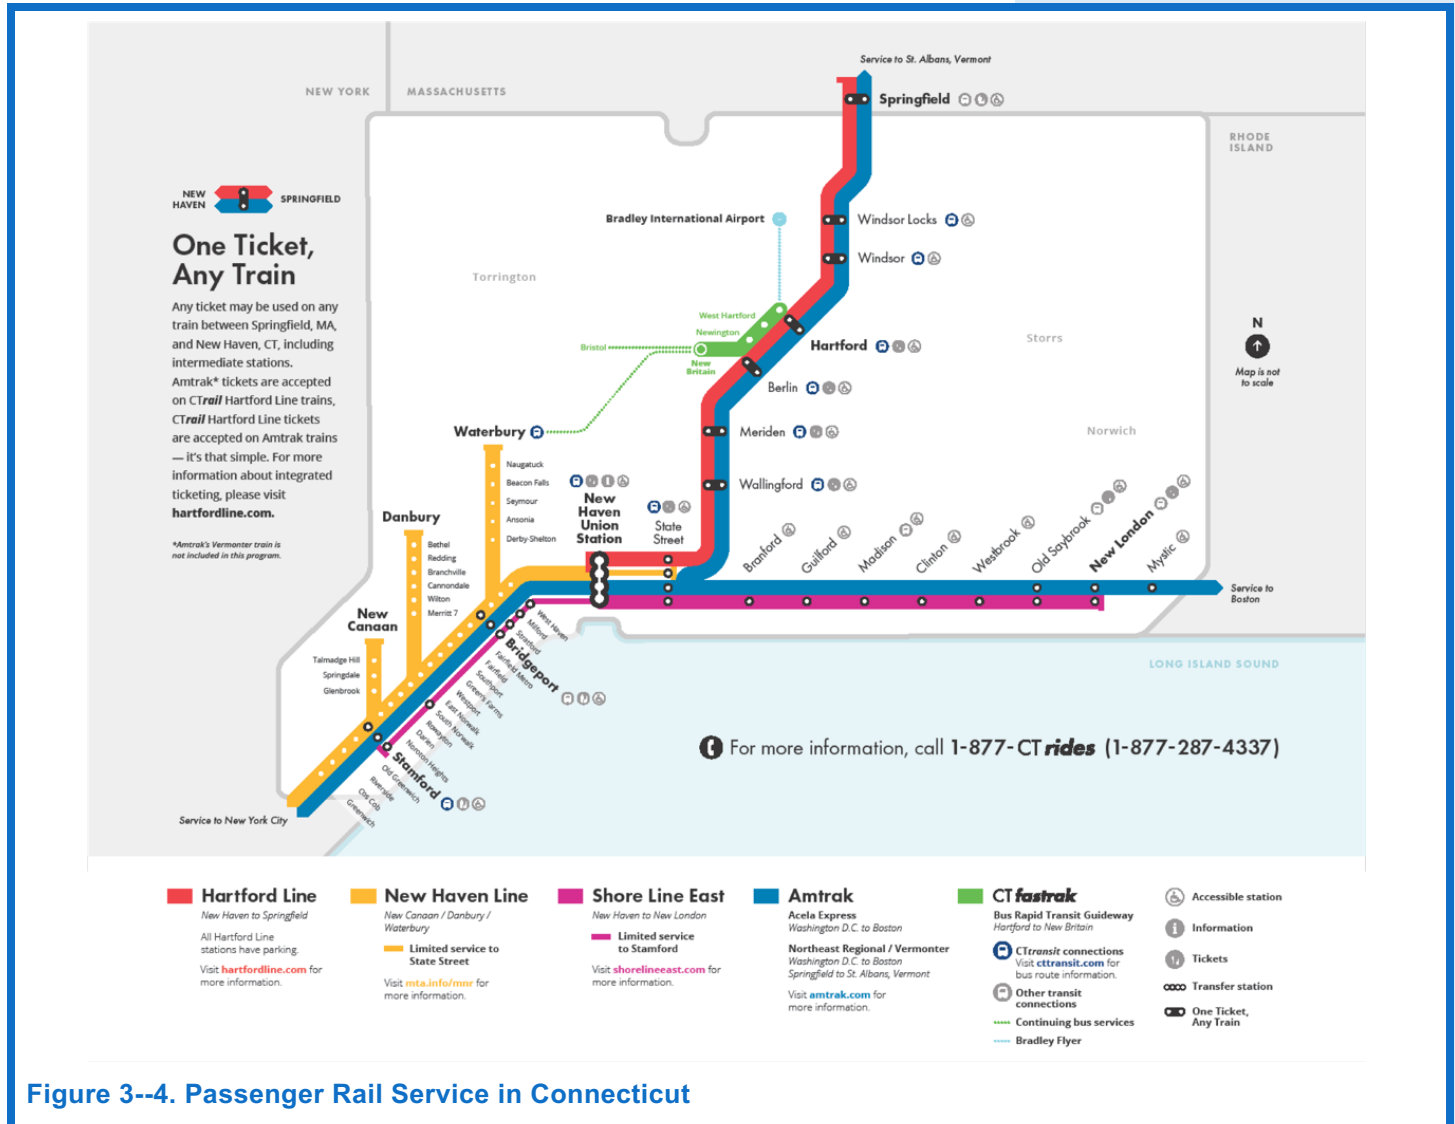 Service to St. Albans, Vermont
NEW YORK
MASSACHUSETTS
Springfield
RHODE
ISLAND
NEW
HAVEN
SPRINGFIELD
One Ticket,
Any Train
Any ticket may be used on any
train between Springfield, MA,
and New Haven, CT, including
intermediate stations.
Amtrak* tickets are accepted
on CTrail Hartford Line trains,
CTrail Hartford Line tickets
are accepted on Amtrak trains
— it's that simple. For more
information about integrated
ticketing, please visit
hartfordline.com.
*Amtrak's Vermonter train is
not included in this program.
Bradley International Airport
Windsor Locks
Windsor
Torrington
West Hartford
Newington
Bristol
New
Britain
Hartford
Storrs
N
Map is not
to scale
Berlin
Waterbury
Meriden
Norwich
Naugatuck
Beacon Falls
Seymour
Ansonia
Derby-Shelton
Wallingford
New
Haven
Union
Station
State
Street
Danbury
Bethel
Redding
Branchville
Cannondale
Wilton
Merritt 7
Branford
Guilford
Madison
Clinton
Westbrook
Old Saybrook
New London
Mystic
Service to
Boston
New
Canaan
Talmadge Hill
Springdale
Glenbrook
West Haven
Milford
Stratford
Bridgeport
Fairfield Metro
Fairfield
Southport
Green's Farms
Westport
East Norwalk
South Norwalk
Rowayton
Darien
Noroton Heights
Stamford
Old Greenwich
Riverside
Cos Cob
Greenwich
LONG ISLAND SOUND
For more information, call 1-877-CTrides (1-877-287-4337)
Service to New York City
Hartford Line
New Haven to Springfield
All Hartford Line
stations have parking.
Visit hartfordline.com for
more information.
New Haven Line
New Canaan / Danbury /
Waterbury
Limited service to
State Street
Visit mta.info/mnr for
more information.
Shore Line East
New Haven to New London
Limited service
to Stamford
Visit shorelineeast.com for
more information.
Amtrak
Acela Express
Washington D.C. to Boston
Northeast Regional / Vermonter
Washington D.C. to Boston
Springfield to St. Albans, Vermont
Visit amtrak.com for
more information.
CTfastrak
Bus Rapid Transit Guideway
Hartford to New Britain
CTtransit connections
Visit cttransit.com for
bus route information.
Other transit
connections
Continuing bus services
Bradley Flyer
Accessible station
Information
Tickets
Transfer station
One Ticket,
Any Train
Figure 3--4. Passenger Rail Service in Connecticut